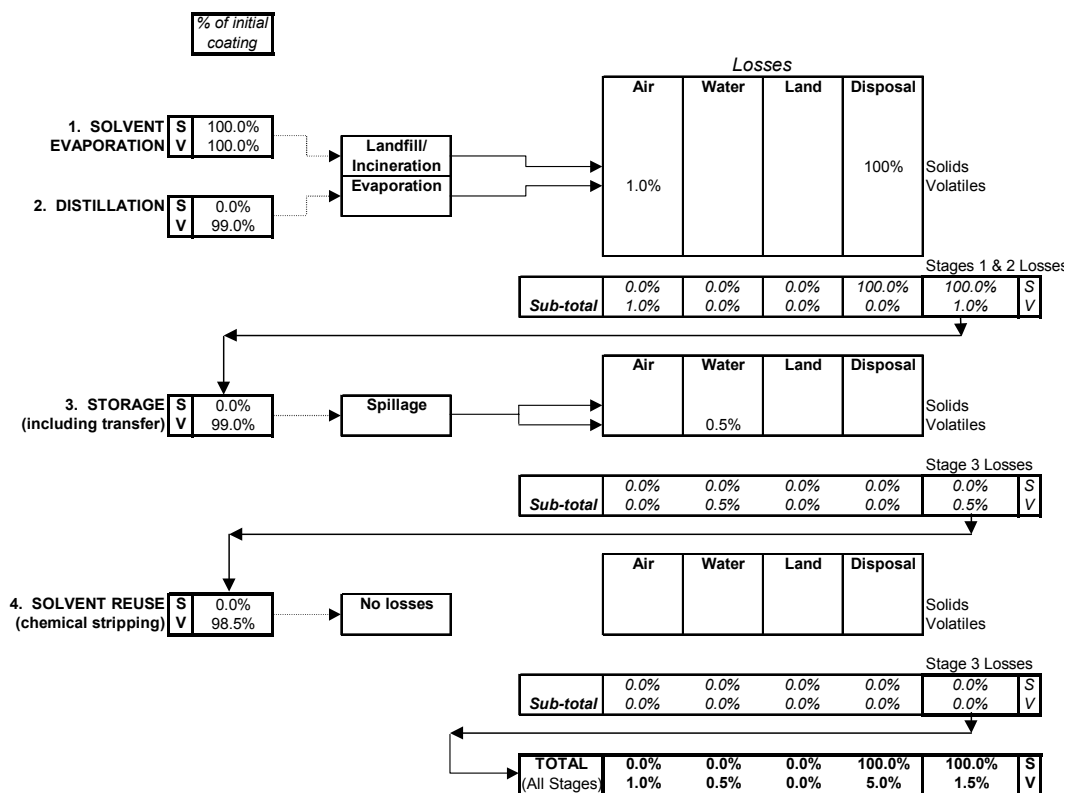 % of initial
coating
Losses
Air Water Land Disposal
1. SOLVENT S 100.0%
EVAPORATION V 100.0%
Landfill/
Incineration
Evaporation
100% Solids
1.0% Volatiles
2. DISTILLATION S 0.0%
V 99.0%
Stages 1 & 2 Losses
0.0% 0.0% 0.0% 100.0% 100.0% S
Sub-total 1.0% 0.0% 0.0% 0.0% 1.0% V
Air Water Land Disposal
3. STORAGE S 0.0% Spillage Solids
(including transfer) V 99.0% 0.5% Volatiles
Stage 3 Losses
0.0% 0.0% 0.0% 0.0% 0.0% S
Sub-total 0.0% 0.5% 0.0% 0.0% 0.5% V
Air Water Land Disposal
4. SOLVENT REUSE S 0.0% No losses Solids
(chemical stripping) V 98.5% Volatiles
Stage 3 Losses
0.0% 0.0% 0.0% 0.0% 0.0% S
Sub-total 0.0% 0.0% 0.0% 0.0% 0.0% V
TOTAL 0.0% 0.0% 0.0% 100.0% 100.0% S
(All Stages) 1.0% 0.5% 0.0% 5.0% 1.5% V